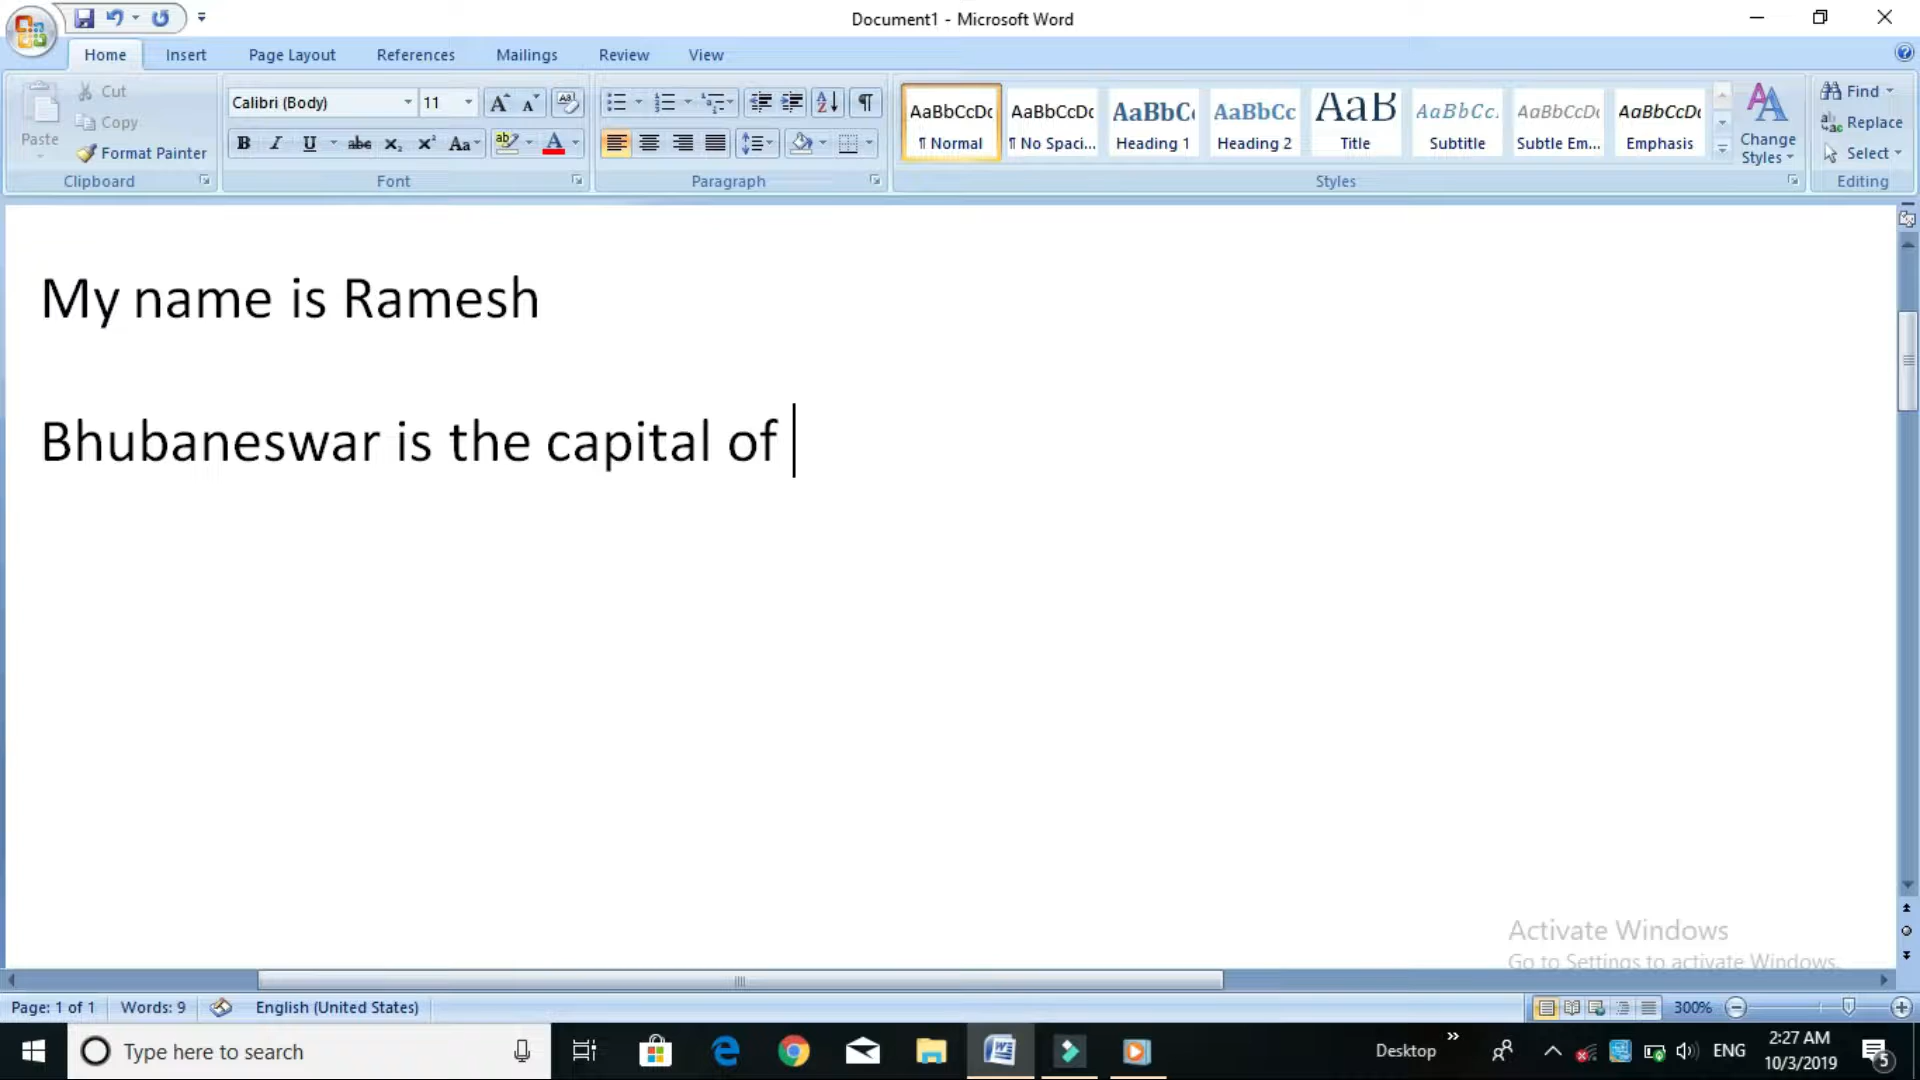 Document1 - Microsoft Word
Home Insert Page Layout References Mailings Review View
Paste
Cut
Copy
Format Painter
Clipboard
Calibri (Body) 11
Font
Paragraph
AaBbCcDc AaBbCcDc AaBbC AaBbCc AaB AaBbCc. AaBbCcDc AaBbCcDc
¶ Normal ¶ No Spaci... Heading 1 Heading 2 Title Subtitle Subtle Em... Emphasis
Change Styles
Styles
Find
Replace
Select
Editing
My name is Ramesh
Bhubaneswar is the capital of
Activate Windows
Go to Settings to activate Windows.
Page: 1 of 1 Words: 9 English (United States) 300%
Type here to search
Desktop
ENG
2:27 AM
10/3/2019
5